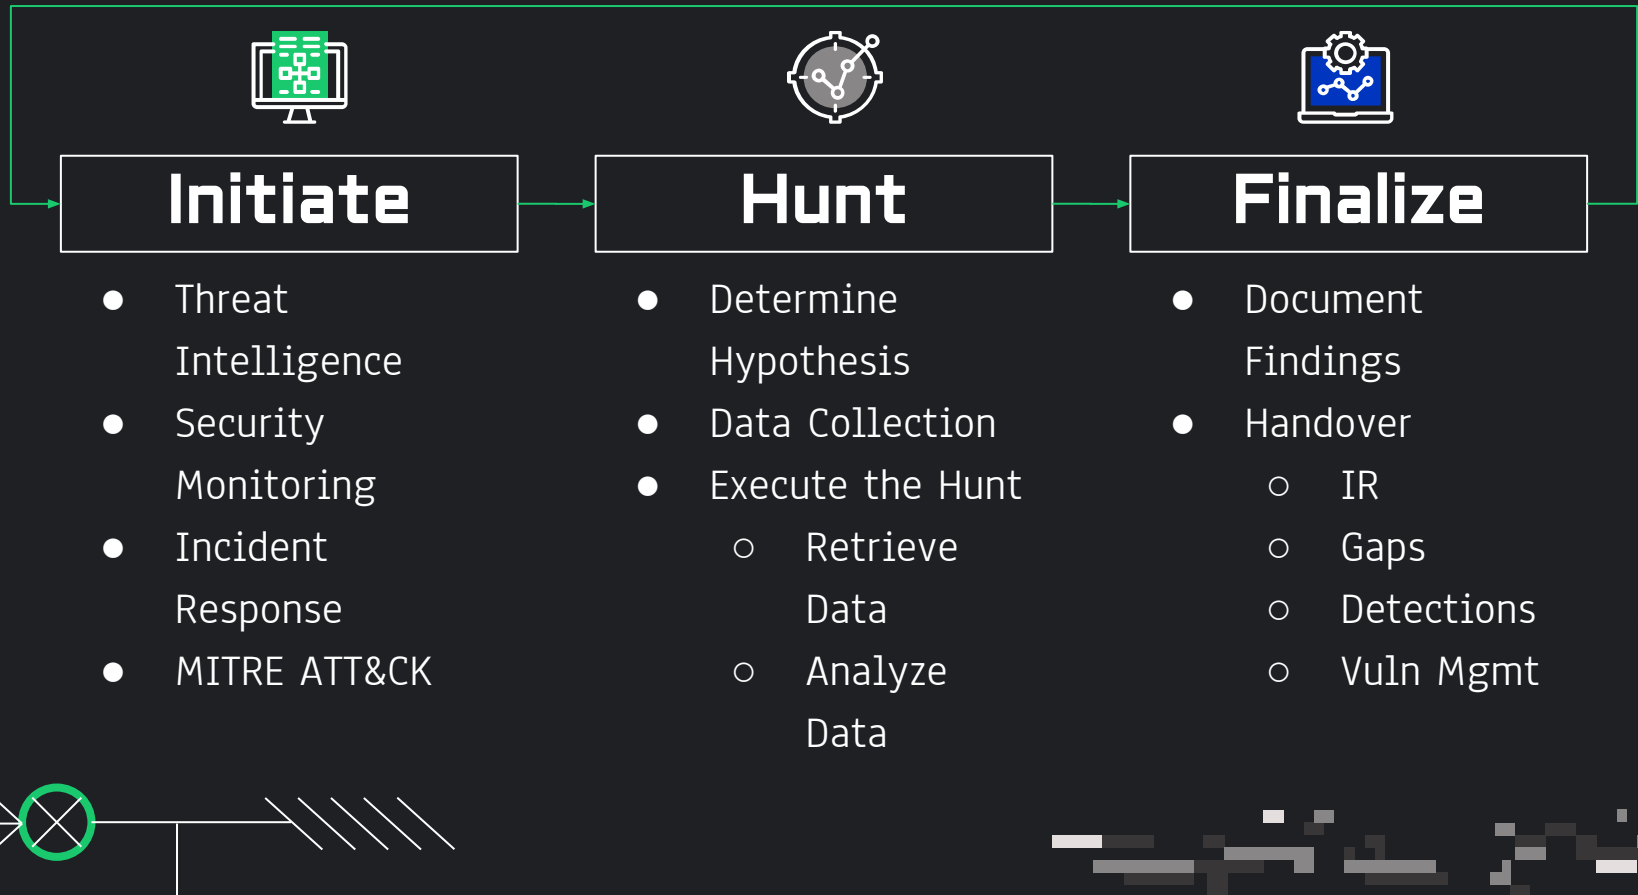 Initiate
Threat
Intelligence
Security
Monitoring
Incident
Response
MITRE ATT&CK
Hunt
Determine
Hypothesis
Data Collection
Execute the Hunt
Retrieve
Data
Analyze
Data
Finalize
Document
Findings
Handover
IR
Gaps
Detections
Vuln Mgmt